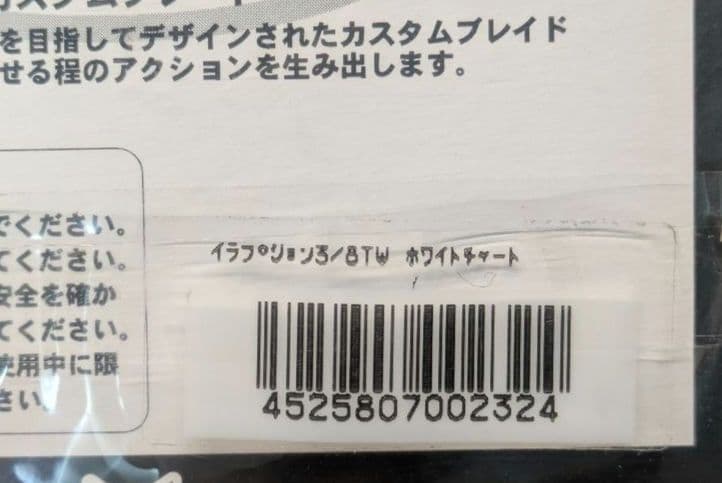 を目指してデザインされたカスタムブレイド
せる程のアクションを生み出します。
でください。
てください。
安全を確か
てください。
使用中に限
さい。
イラプション3/8TW ホワイトチャート
4525807002324